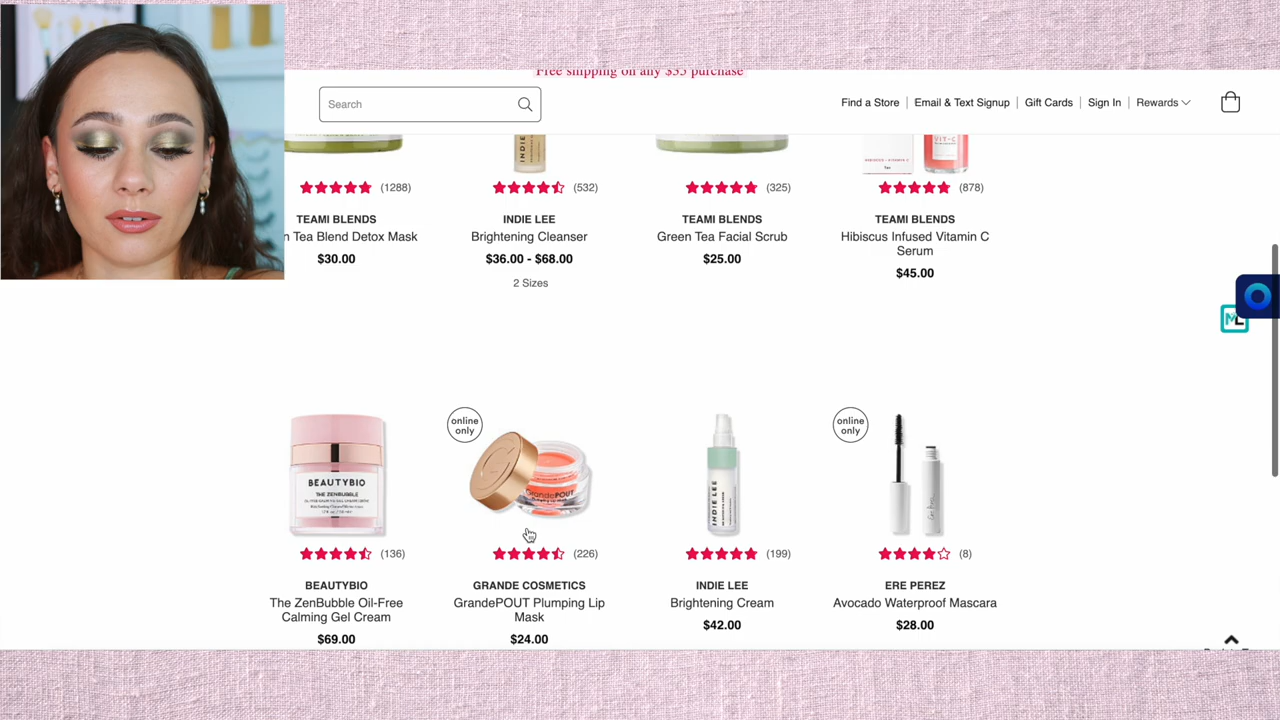 Free shipping on any $35 purchase
Search
Find a Store
Email & Text Signup
Gift Cards
Sign In
Rewards
INDIE
VIT-C
(1288)
(532)
(325)
(878)
TEAMI BLENDS
INDIE LEE
TEAMI BLENDS
TEAMI BLENDS
n Tea Blend Detox Mask
Brightening Cleanser
Green Tea Facial Scrub
Hibiscus Infused Vitamin C
Serum
$30.00
$36.00 - $68.00
$25.00
$45.00
2 Sizes
ML
online
only
online
only
BEAUTYBIO
THE ZENBUBBLE
GrandePOUT
INDIE LEE
(136)
(226)
(199)
(8)
BEAUTYBIO
GRANDE COSMETICS
INDIE LEE
ERE PEREZ
The ZenBubble Oil-Free
Calming Gel Cream
GrandePOUT Plumping Lip
Mask
Brightening Cream
Avocado Waterproof Mascara
$69.00
$24.00
$42.00
$28.00